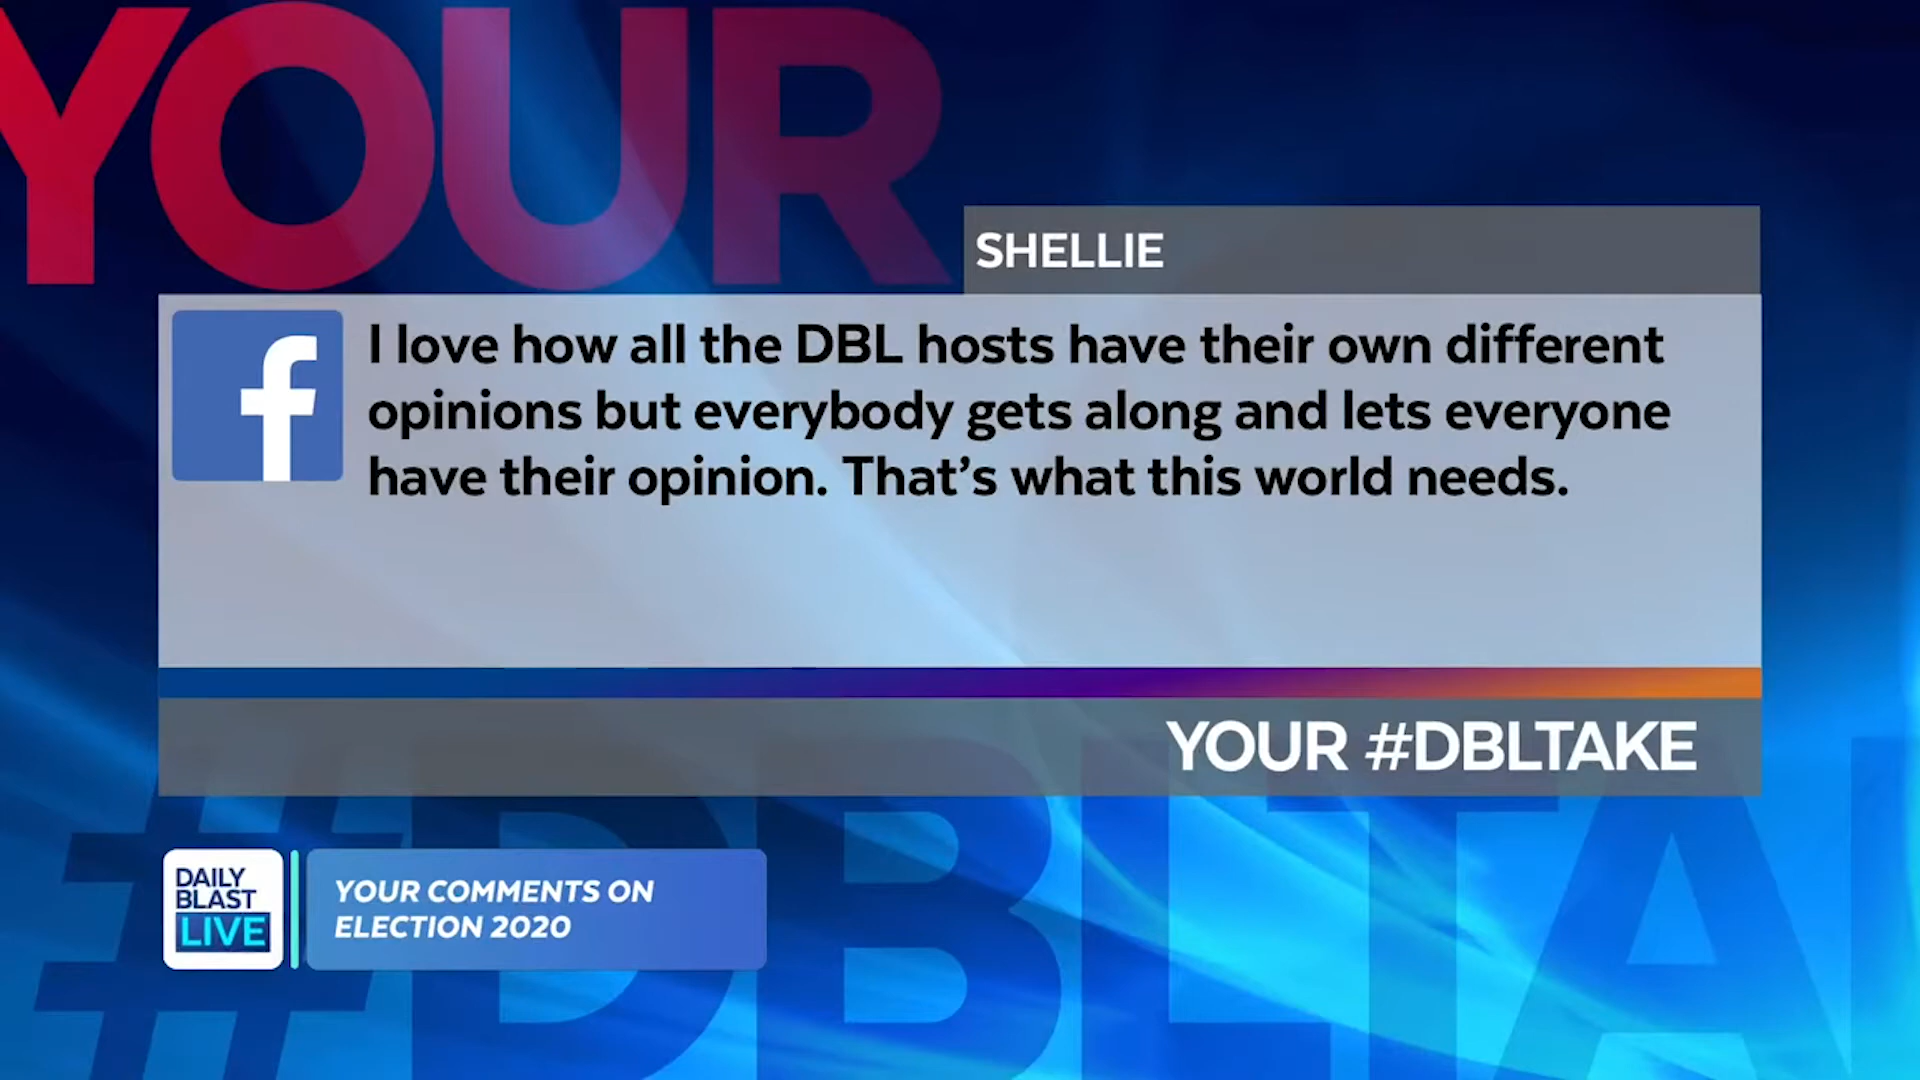 YOUR
SHELLIE
f
I love how all the DBL hosts have their own different
opinions but everybody gets along and lets everyone
have their opinion. That's what this world needs.
YOUR #DBLTAKE
#DBLTA
DAILY
BLAST
LIVE
YOUR COMMENTS ON
ELECTION 2020